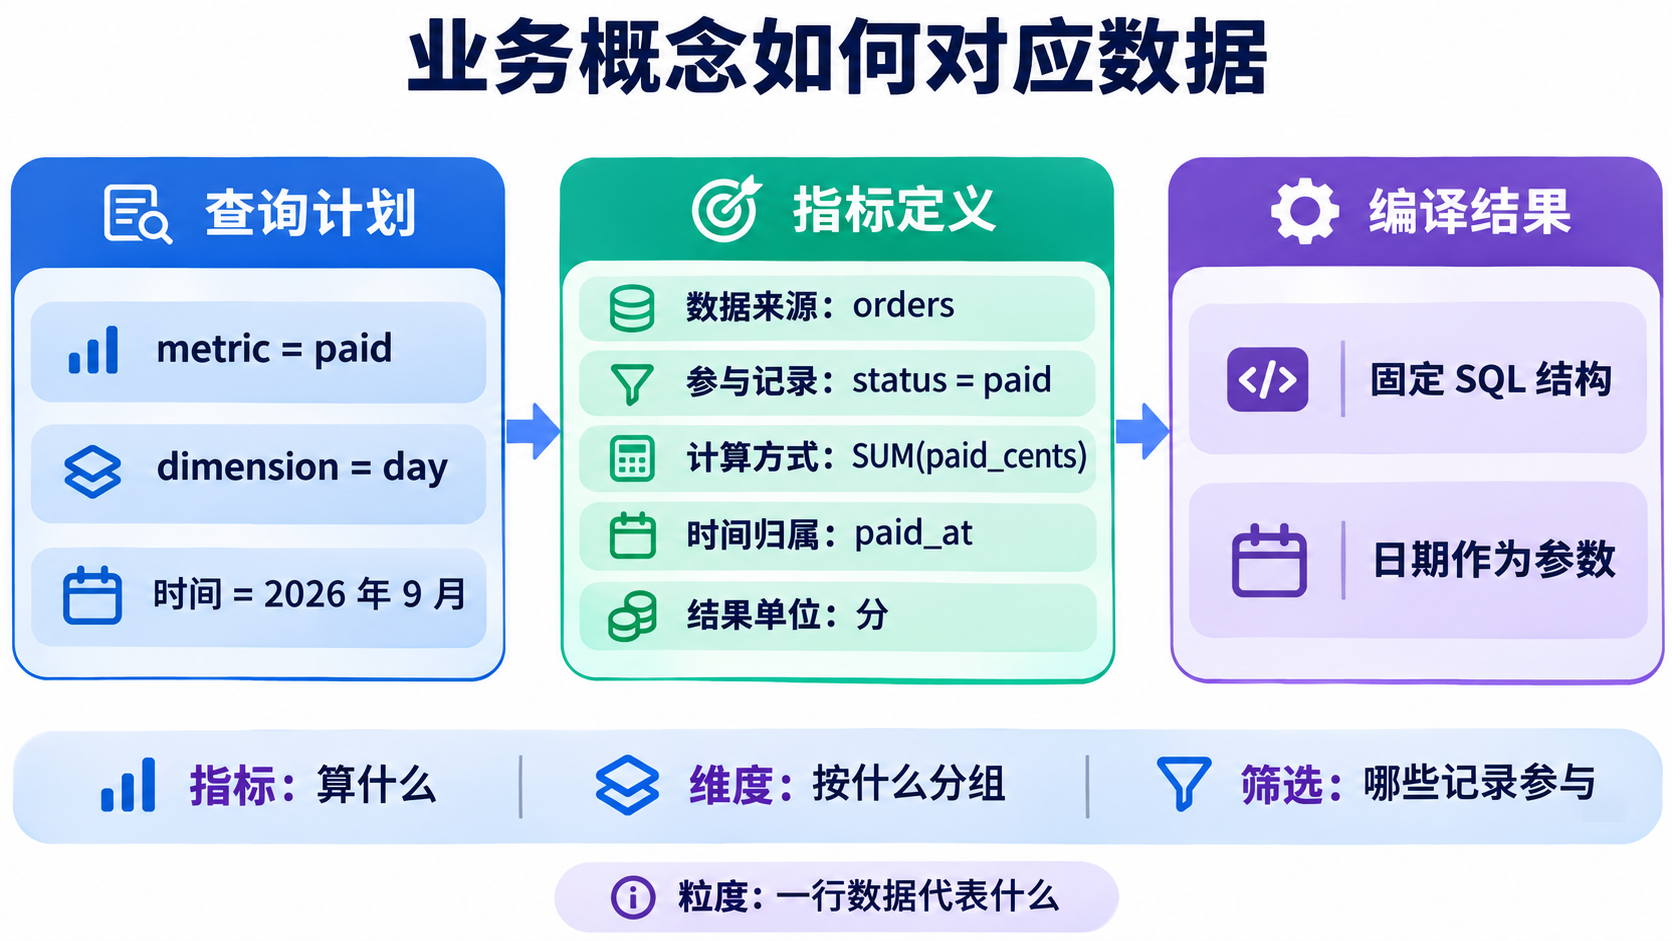 业务概念如何对应数据
查询计划
metric = paid
dimension = day
时间 = 2026 年 9 月
指标定义
数据来源：orders
参与记录：status = paid
计算方式：SUM(paid_cents)
时间归属：paid_at
结果单位：分
编译结果
</>
固定 SQL 结构
日期作为参数
指标：算什么
维度：按什么分组
筛选：哪些记录参与
粒度：一行数据代表什么